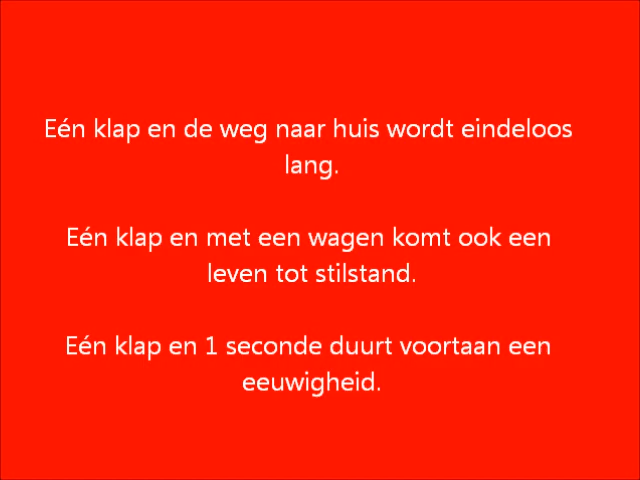 Eén klap en de weg naar huis wordt eindeloos
lang.
Eén klap en met een wagen komt ook een
leven tot stilstand.
Eén klap en 1 seconde duurt voortaan een
eeuwigheid.